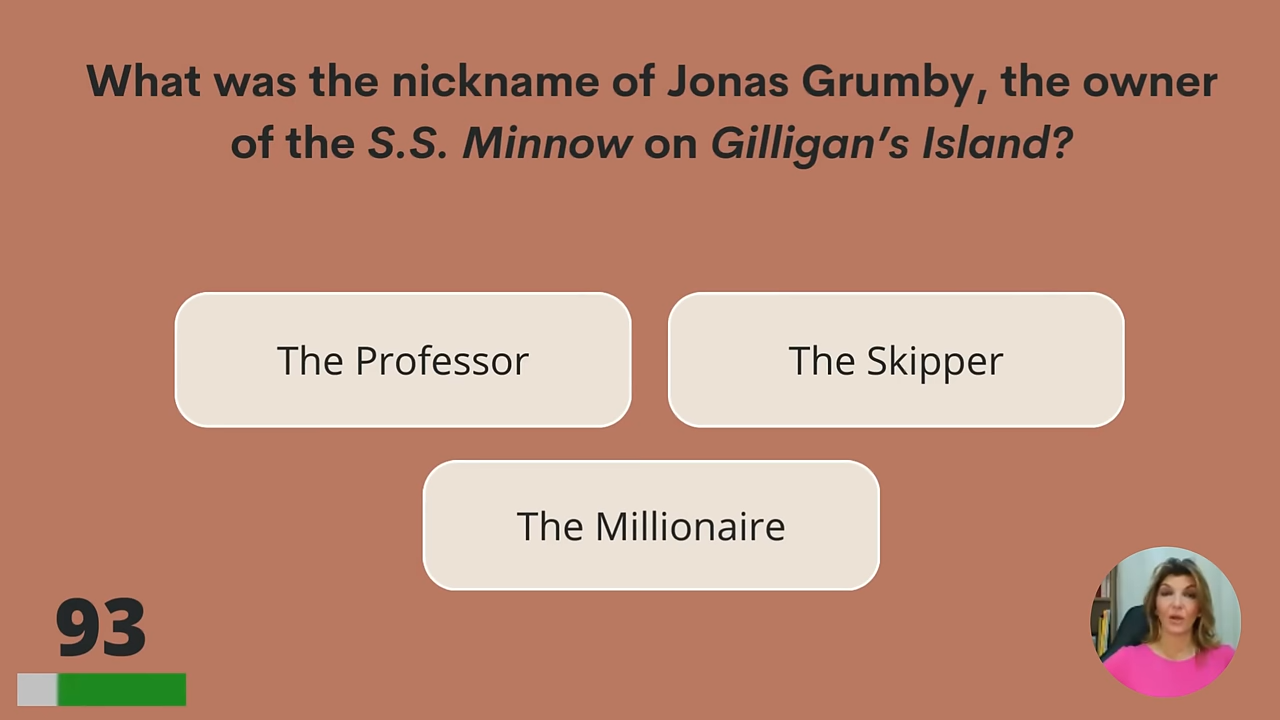 What was the nickname of Jonas Grumby, the owner
of the S.S. Minnow on Gilligan’s Island?
The Professor
The Skipper
The Millionaire
93